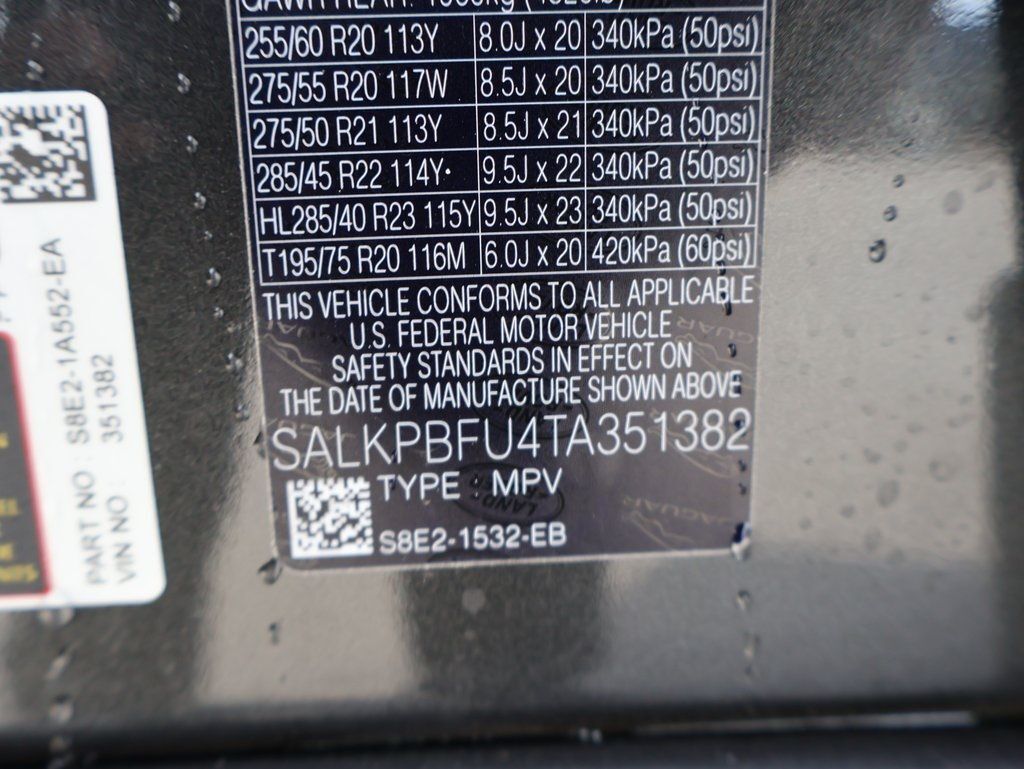 255/60 R20 113Y 8.0J x 20 340kPa (50psi)
275/55 R20 117W 8.5J x 20 340kPa (50psi)
275/50 R21 113Y 8.5J x 21 340kPa (50psi)
285/45 R22 114Y 9.5J x 22 340kPa (50psi)
HL285/40 R23 115Y 9.5J x 23 340kPa (50psi)
T195/75 R20 116M 6.0J x 20 420kPa (60psi)
THIS VEHICLE CONFORMS TO ALL APPLICABLE
U.S. FEDERAL MOTOR VEHICLE
SAFETY STANDARDS IN EFFECT ON
THE DATE OF MANUFACTURE SHOWN ABOVE
SALKPBFU4TA351382
TYPE : MPV
S8E2-1532-EB
PART NO : S8E2-1A552-EA
VIN NO : 351382
JAGUAR
LAND
JAGUAR